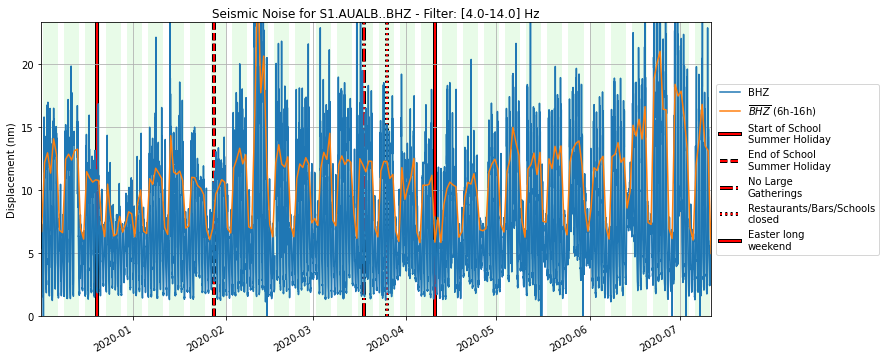 Seismic Noise for S1.AUALB..BHZ - Filter: [4.0-14.0] Hz
Displacement (nm)
20
15
10
5
0
2020-01
2020-02
2020-03
2020-04
2020-05
2020-06
2020-07
BHZ
BHZ (6h-16h)
Start of School
Summer Holiday
End of School
Summer Holiday
No Large
Gatherings
Restaurants/Bars/Schools
closed
Easter long
weekend